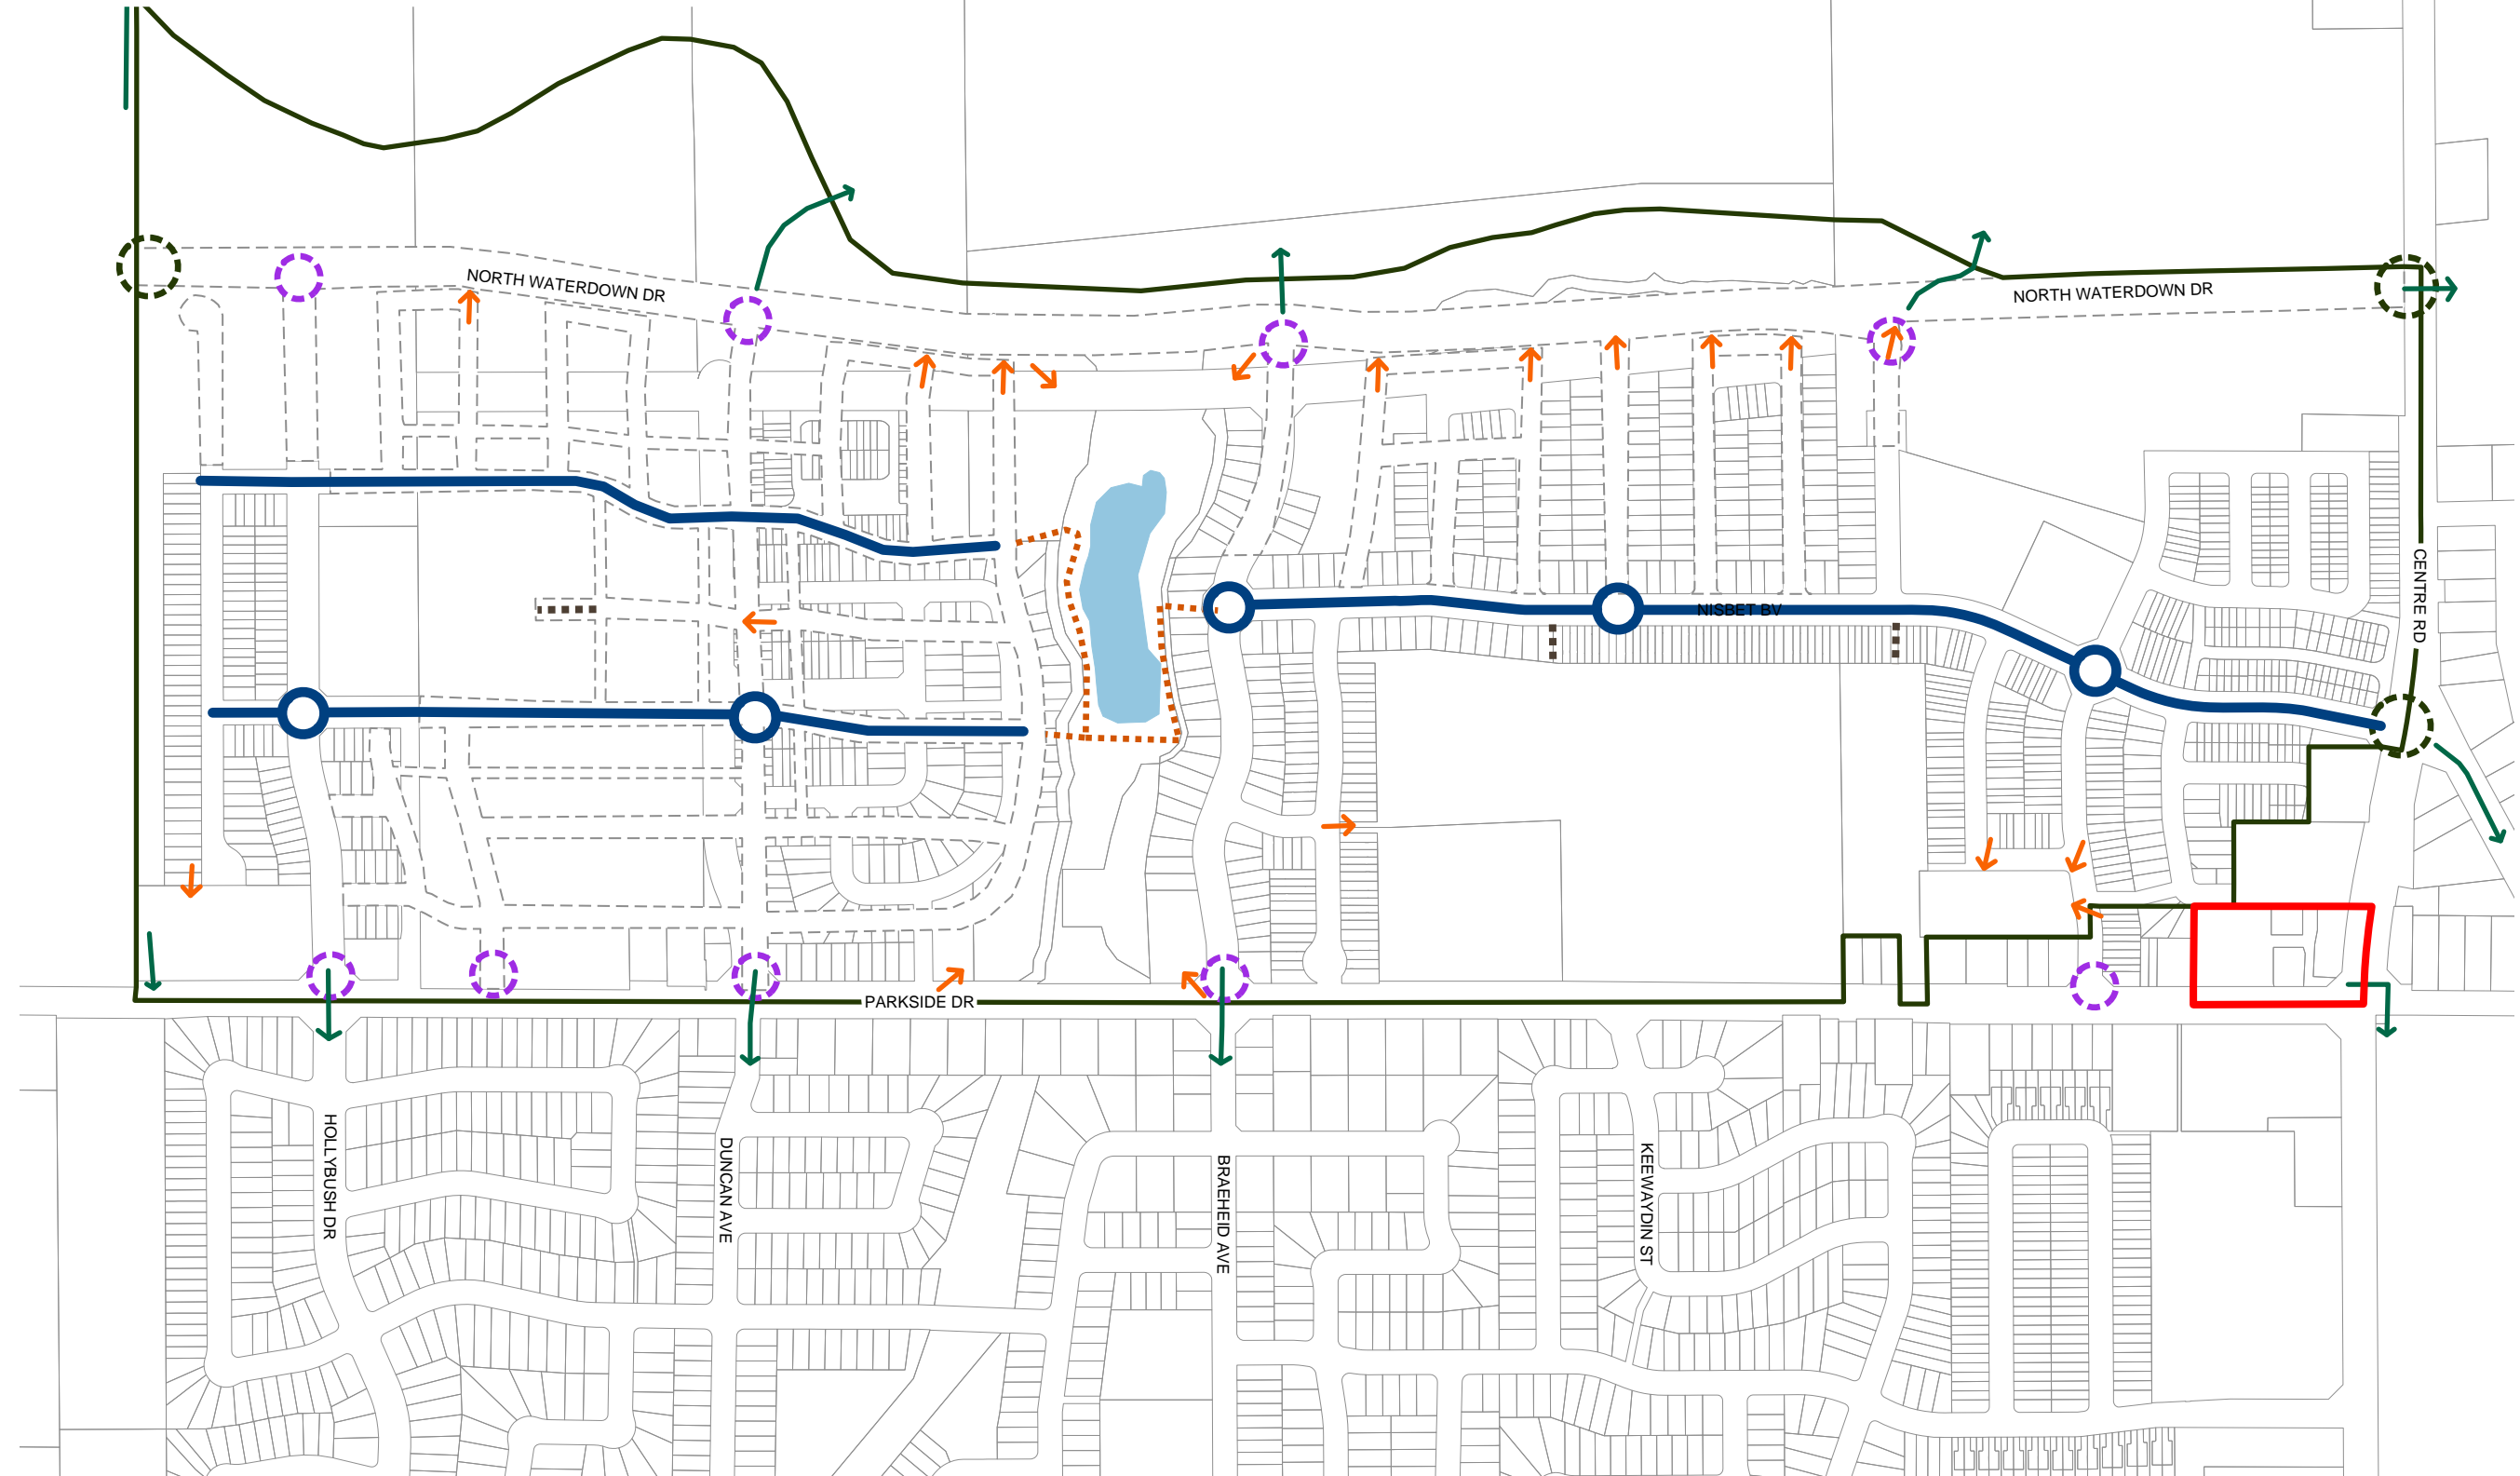 NORTH WATERDOWN DR
NORTH WATERDOWN DR
CENTRE RD
NISBET BV
PARKSIDE DR
HOLLYBUSH DR
DUNCAN AVE
BRAEHEID AVE
KEEWAYDIN ST